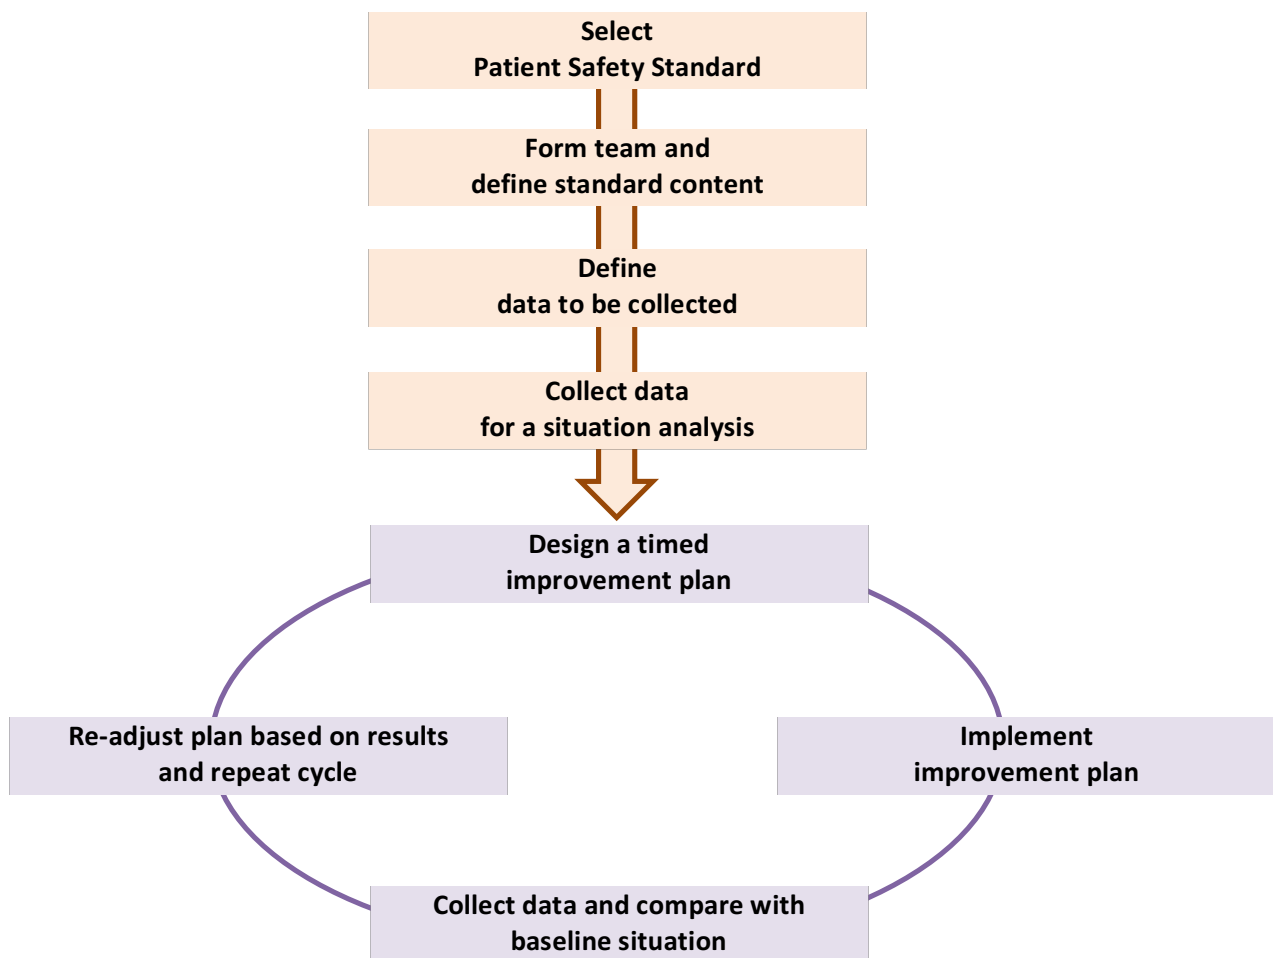 Select
Patient Safety Standard
Form team and
define standard content
Define
data to be collected
Collect data
for a situation analysis
Design a timed
improvement plan
Re-adjust plan based on results
and repeat cycle
Implement
improvement plan
Collect data and compare with
baseline situation